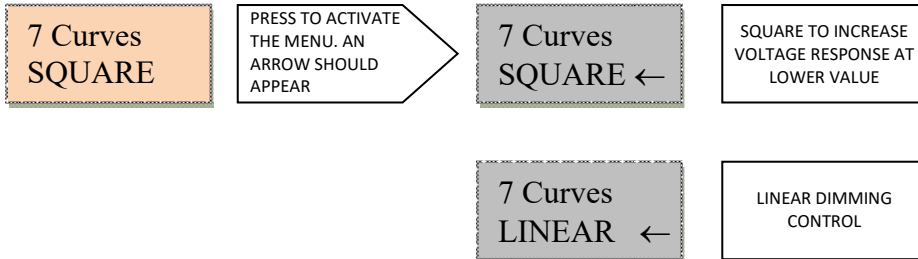 7 Curves
SQUARE
PRESS TO ACTIVATE
THE MENU. AN
ARROW SHOULD
APPEAR
7 Curves
SQUARE ←
SQUARE TO INCREASE
VOLTAGE RESPONSE AT
LOWER VALUE
7 Curves
LINEAR ←
LINEAR DIMMING
CONTROL